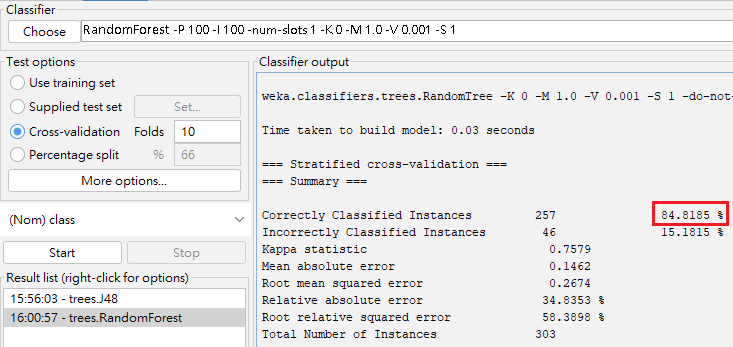 Classifier
Choose RandomForest -P 100 -I 100 -num-slots 1 -K 0 -M 1.0 -V 0.001 -S 1
Test options
Use training set
Supplied test set Set...
Cross-validation Folds 10
Percentage split % 66
More options...
(Nom) class
Start Stop
Result list (right-click for options)
15:56:03 - trees.J48
16:00:57 - trees.RandomForest
Classifier output
weka.classifiers.trees.RandomTree -K 0 -M 1.0 -V 0.001 -S 1 -do-not-
Time taken to build model: 0.03 seconds
=== Stratified cross-validation ===
=== Summary ===
Correctly Classified Instances 257 84.8185 %
Incorrectly Classified Instances 46 15.1815 %
Kappa statistic 0.7579
Mean absolute error 0.1462
Root mean squared error 0.2674
Relative absolute error 34.8353 %
Root relative squared error 58.3898 %
Total Number of Instances 303